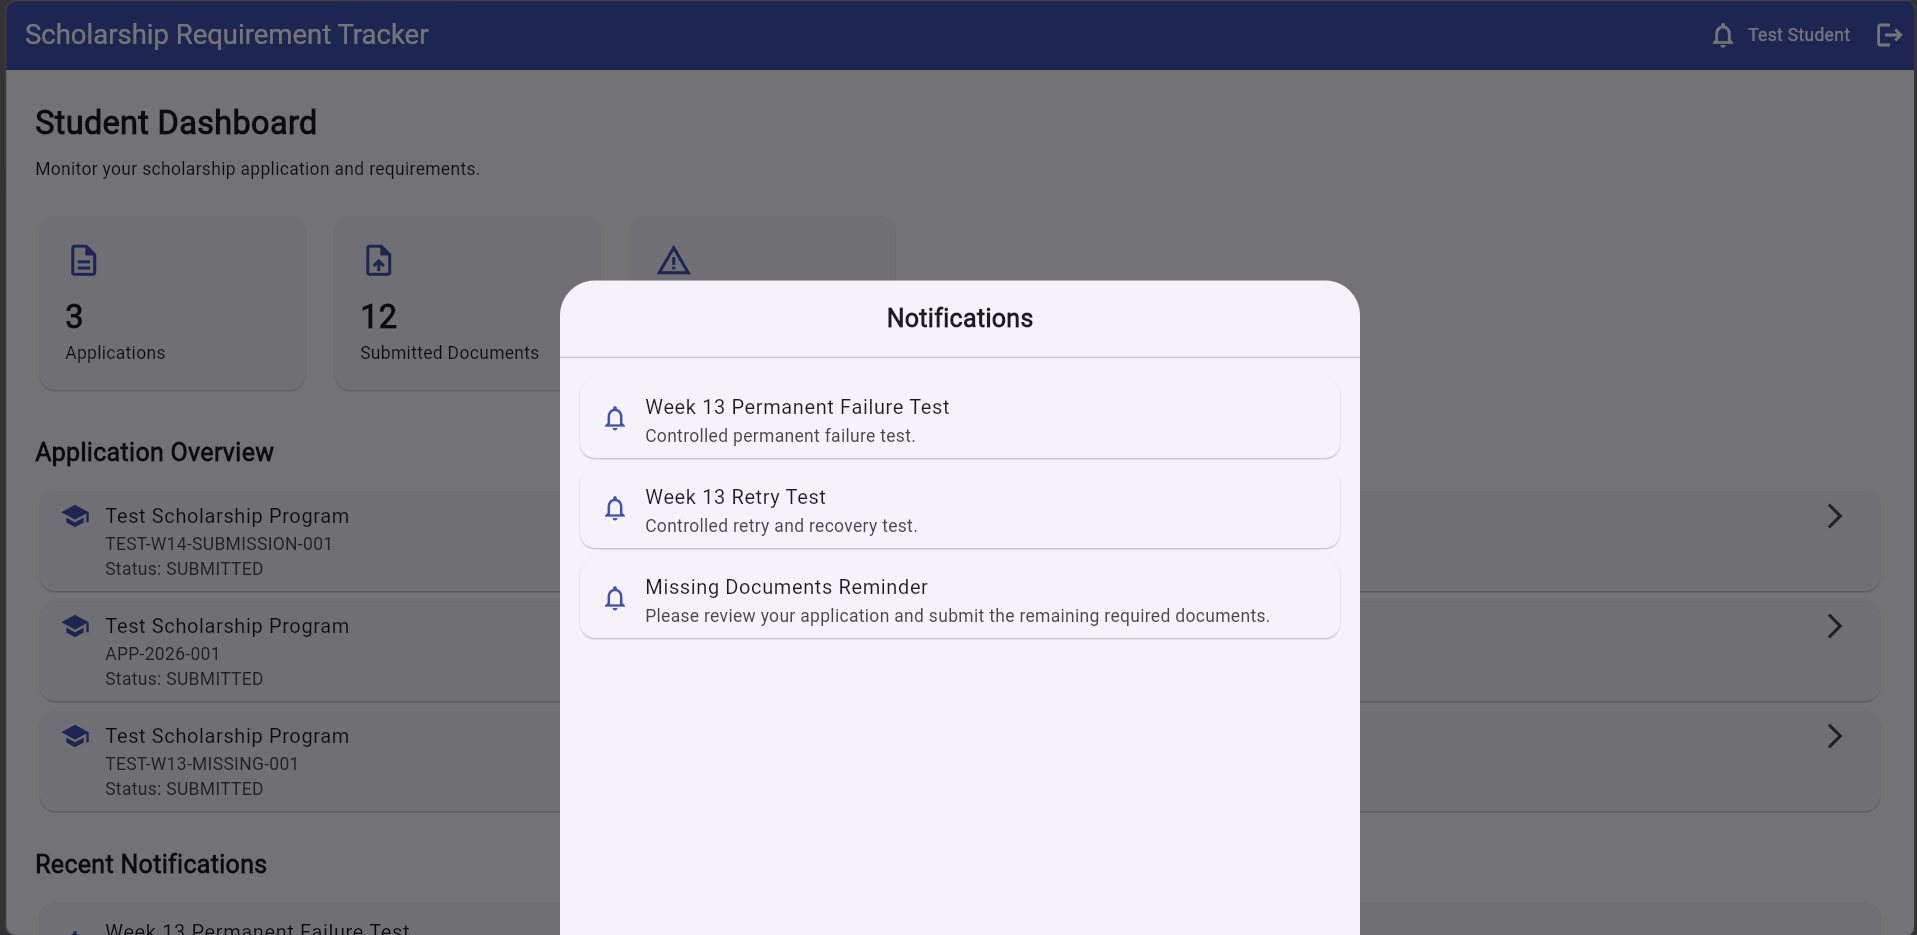 Scholarship Requirement Tracker
Test Student
Student Dashboard
Monitor your scholarship application and requirements.
3
Applications
12
Submitted Documents
Application Overview
Test Scholarship Program
TEST-W14-SUBMISSION-001
Status: SUBMITTED
Test Scholarship Program
APP-2026-001
Status: SUBMITTED
Test Scholarship Program
TEST-W13-MISSING-001
Status: SUBMITTED
Recent Notifications
Week 13 Permanent Failure Test
Notifications
Week 13 Permanent Failure Test
Controlled permanent failure test.
Week 13 Retry Test
Controlled retry and recovery test.
Missing Documents Reminder
Please review your application and submit the remaining required documents.